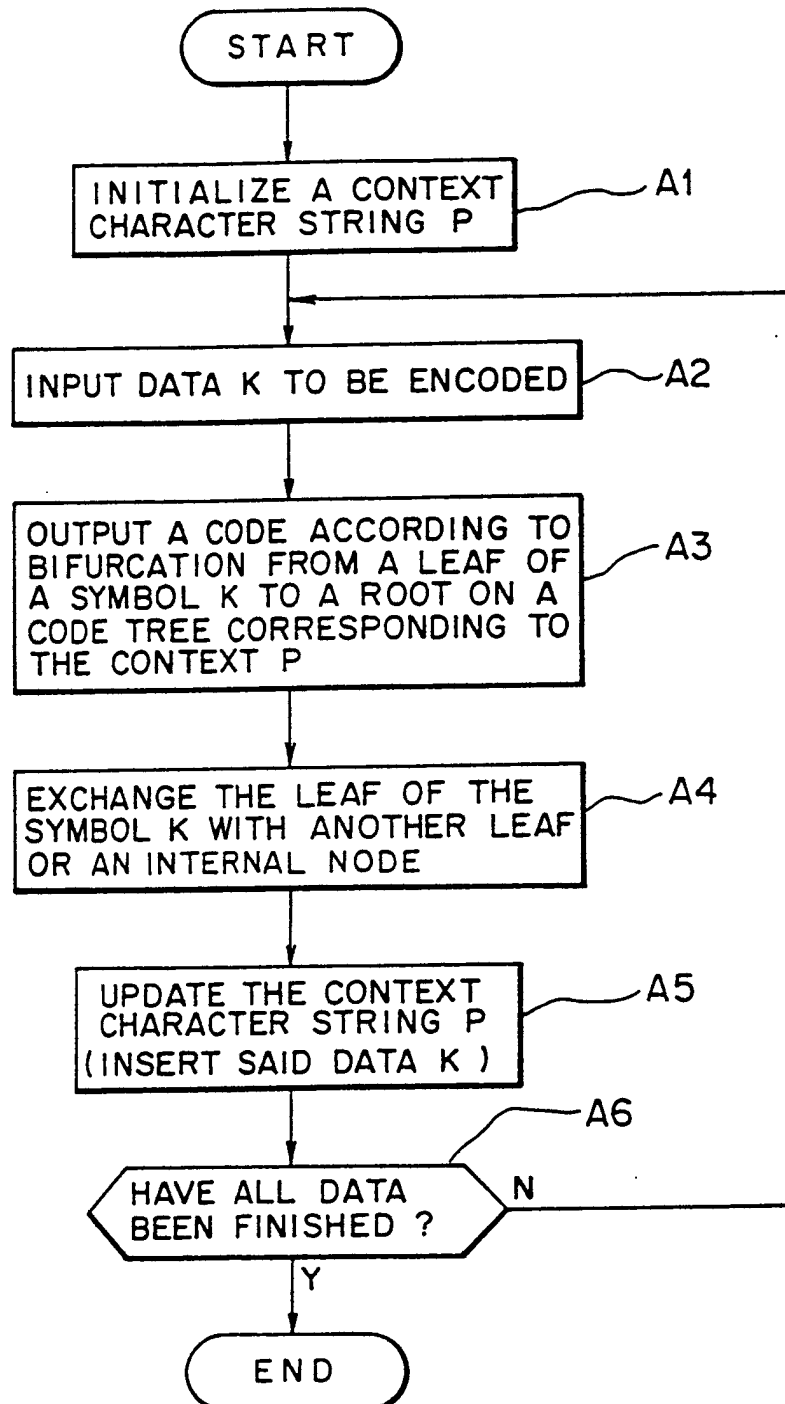 START
INITIALIZE A CONTEXT
CHARACTER STRING P
A1
INPUT DATA K TO BE ENCODED
A2
OUTPUT A CODE ACCORDING TO
BIFURCATION FROM A LEAF OF
A SYMBOL K TO A ROOT ON A
CODE TREE CORRESPONDING TO
THE CONTEXT P
A3
EXCHANGE THE LEAF OF THE
SYMBOL K WITH ANOTHER LEAF
OR AN INTERNAL NODE
A4
UPDATE THE CONTEXT
CHARACTER STRING P
(INSERT SAID DATA K)
A5
A6
HAVE ALL DATA
BEEN FINISHED ?
N
Y
END